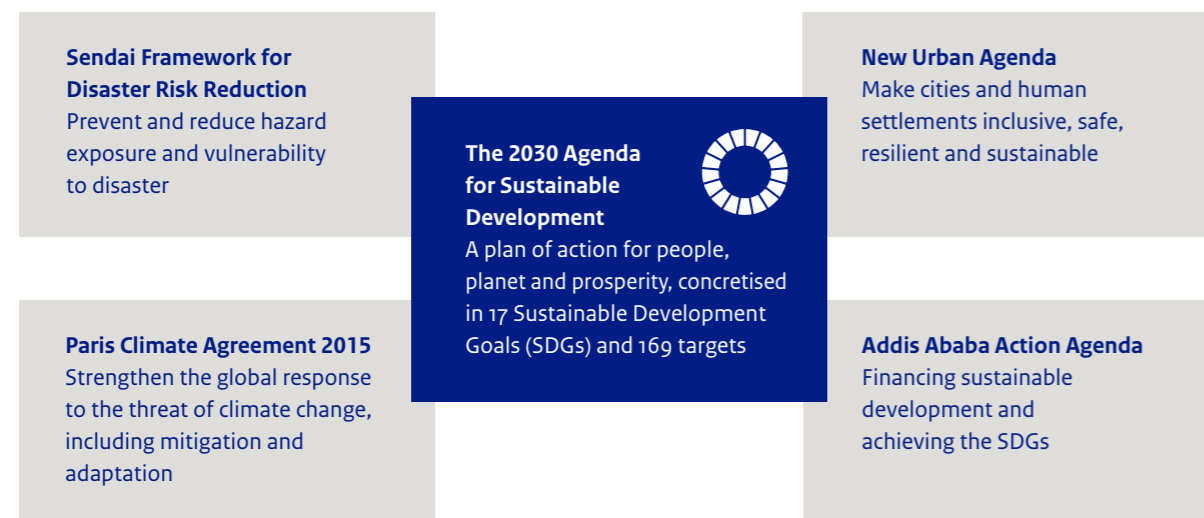 Sendai Framework for
Disaster Risk Reduction
Prevent and reduce hazard
exposure and vulnerability
to disaster
The 2030 Agenda
for Sustainable
Development
A plan of action for people,
planet and prosperity, concretised
in 17 Sustainable Development
Goals (SDGs) and 169 targets
New Urban Agenda
Make cities and human
settlements inclusive, safe,
resilient and sustainable
Paris Climate Agreement 2015
Strengthen the global response
to the threat of climate change,
including mitigation and
adaptation
Addis Ababa Action Agenda
Financing sustainable
development and
achieving the SDGs